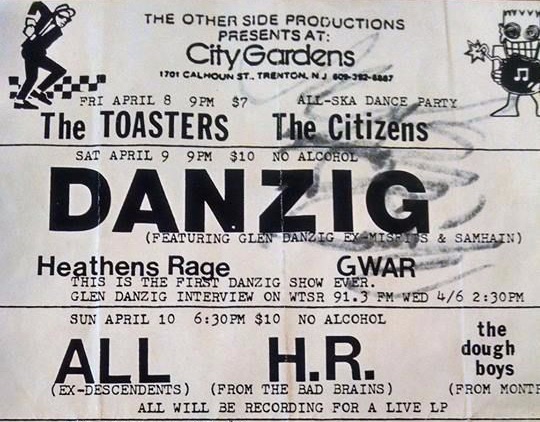 THE OTHER SIDE PRODUCTIONS
PRESENTS AT:
City Gardens
1701 CALHOUN ST., TRENTON, N.J 609-392-8887
FRI APRIL 8 9PM $7 ALL-SKA DANCE PARTY
The TOASTERS The Citizens
SAT APRIL 9 9PM $10 NO ALCOHOL
DANZIG
(FEATURING GLEN DANZIG EX-MISFITS & SAMHAIN)
Heathens Rage GWAR
THIS IS THE FIRST DANZIG SHOW EVER.
GLEN DANZIG INTERVIEW ON WTSR 91.3 FM WED 4/6 2:30PM
SUN APRIL 10 6:30PM $10 NO ALCOHOL
ALL H.R. the dough boys
(EX-DESCENDENTS) (FROM THE BAD BRAINS) (FROM
ALL WILL BE RECORDING FOR A LIVE LP